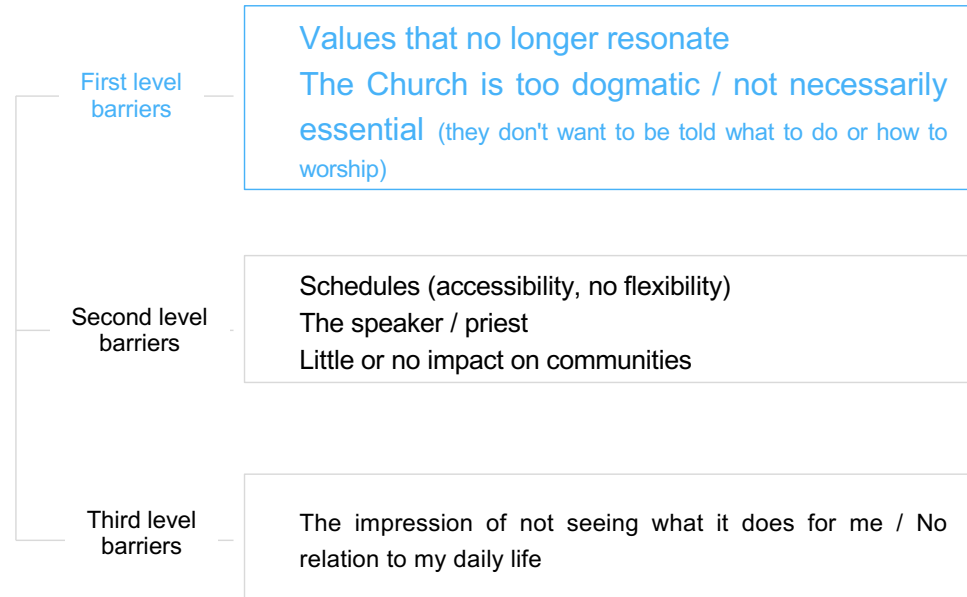 First level
barriers
Values that no longer resonate
The Church is too dogmatic / not necessarily
essential (they don't want to be told what to do or how to
worship)
Second level
barriers
Schedules (accessibility, no flexibility)
The speaker / priest
Little or no impact on communities
Third level
barriers
The impression of not seeing what it does for me / No
relation to my daily life